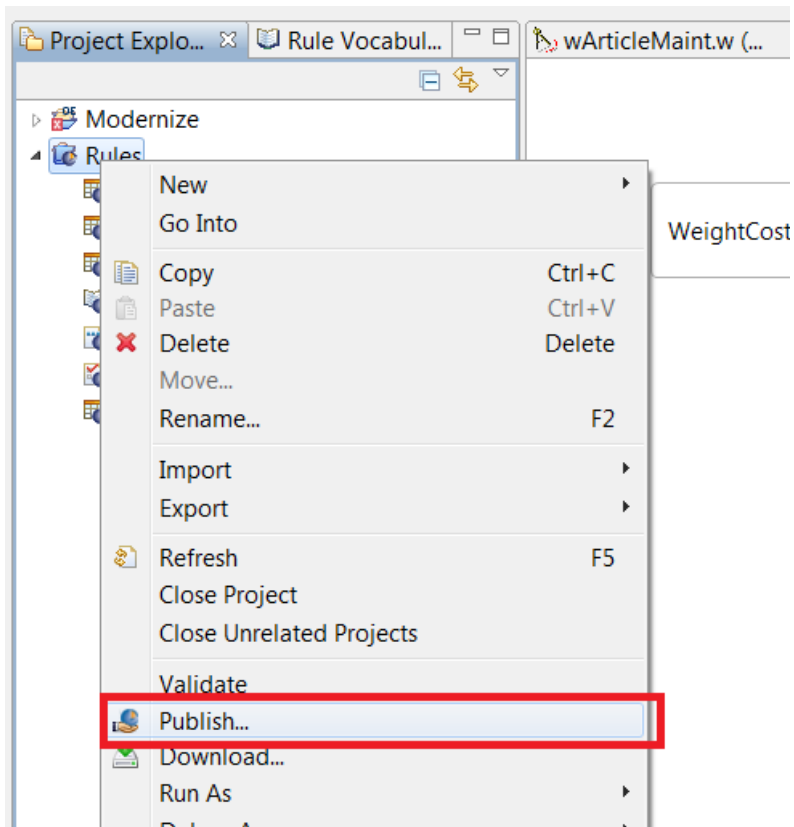 Project Explo... Rule Vocabul... wArticleMaint.w (...
Modernize
Rules
New
Go Into
WeightCost
Copy Ctrl+C
Paste Ctrl+V
Delete Delete
Move...
Rename... F2
Import
Export
Refresh F5
Close Project
Close Unrelated Projects
Validate
Publish...
Download...
Run As